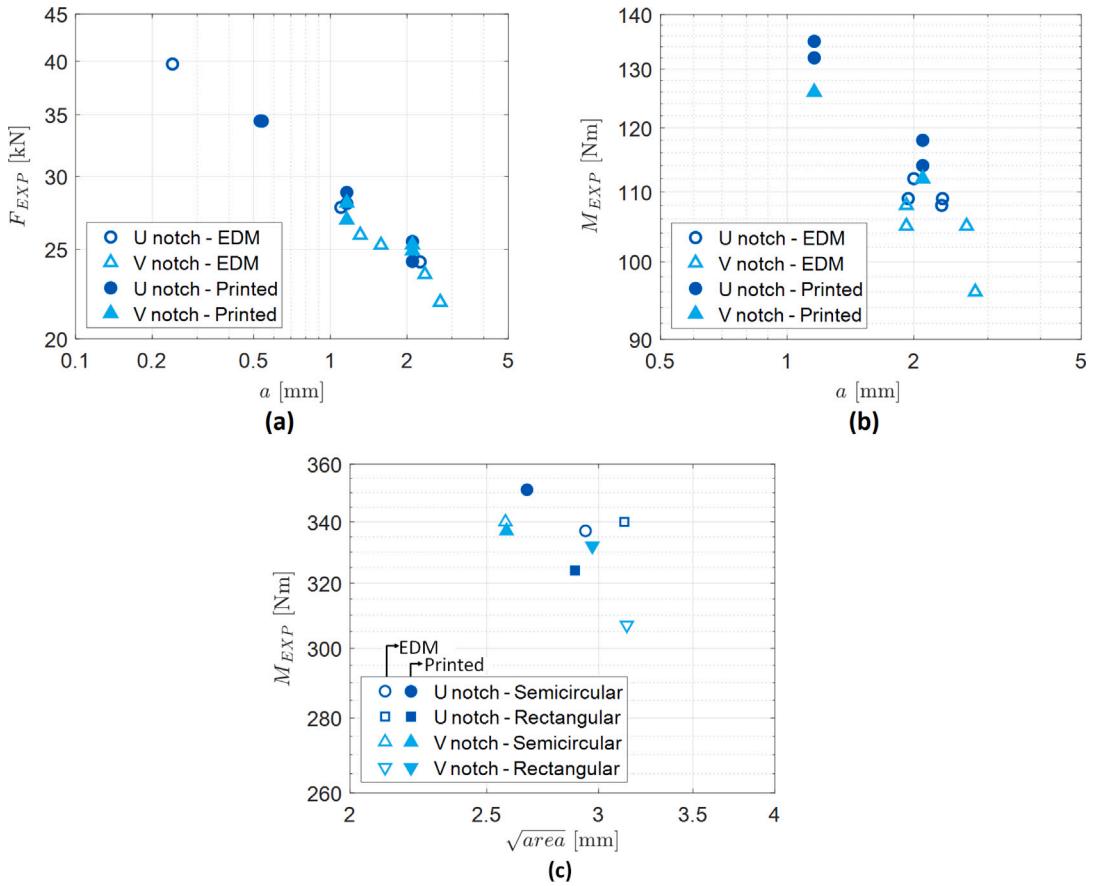 45
40
35
30
25
20
F_EXP [kN]
U notch - EDM
V notch - EDM
U notch - Printed
V notch - Printed
0.1 0.2 0.5 1 2 5
a [mm]
(a)
140
130
120
110
100
90
M_EXP [Nm]
U notch - EDM
V notch - EDM
U notch - Printed
V notch - Printed
0.5 1 2 5
a [mm]
(b)
360
340
320
300
280
260
M_EXP [Nm]
EDM
Printed
U notch - Semicircular
U notch - Rectangular
V notch - Semicircular
V notch - Rectangular
2 2.5 3 3.5 4
√area [mm]
(c)